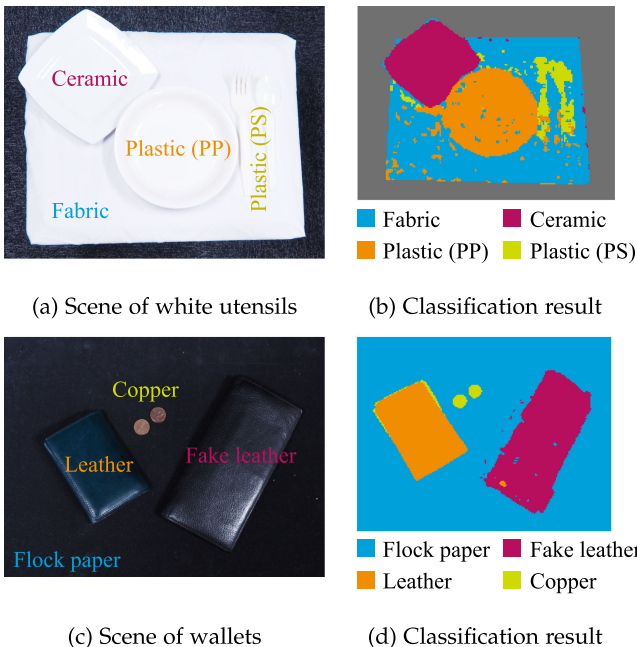 Ceramic
Plastic (PP)
Plastic (PS)
Fabric
Fabric
Ceramic
Plastic (PP)
Plastic (PS)
(a) Scene of white utensils
(b) Classification result
Copper
Leather
Fake leather
Flock paper
Flock paper
Fake leather
Leather
Copper
(c) Scene of wallets
(d) Classification result